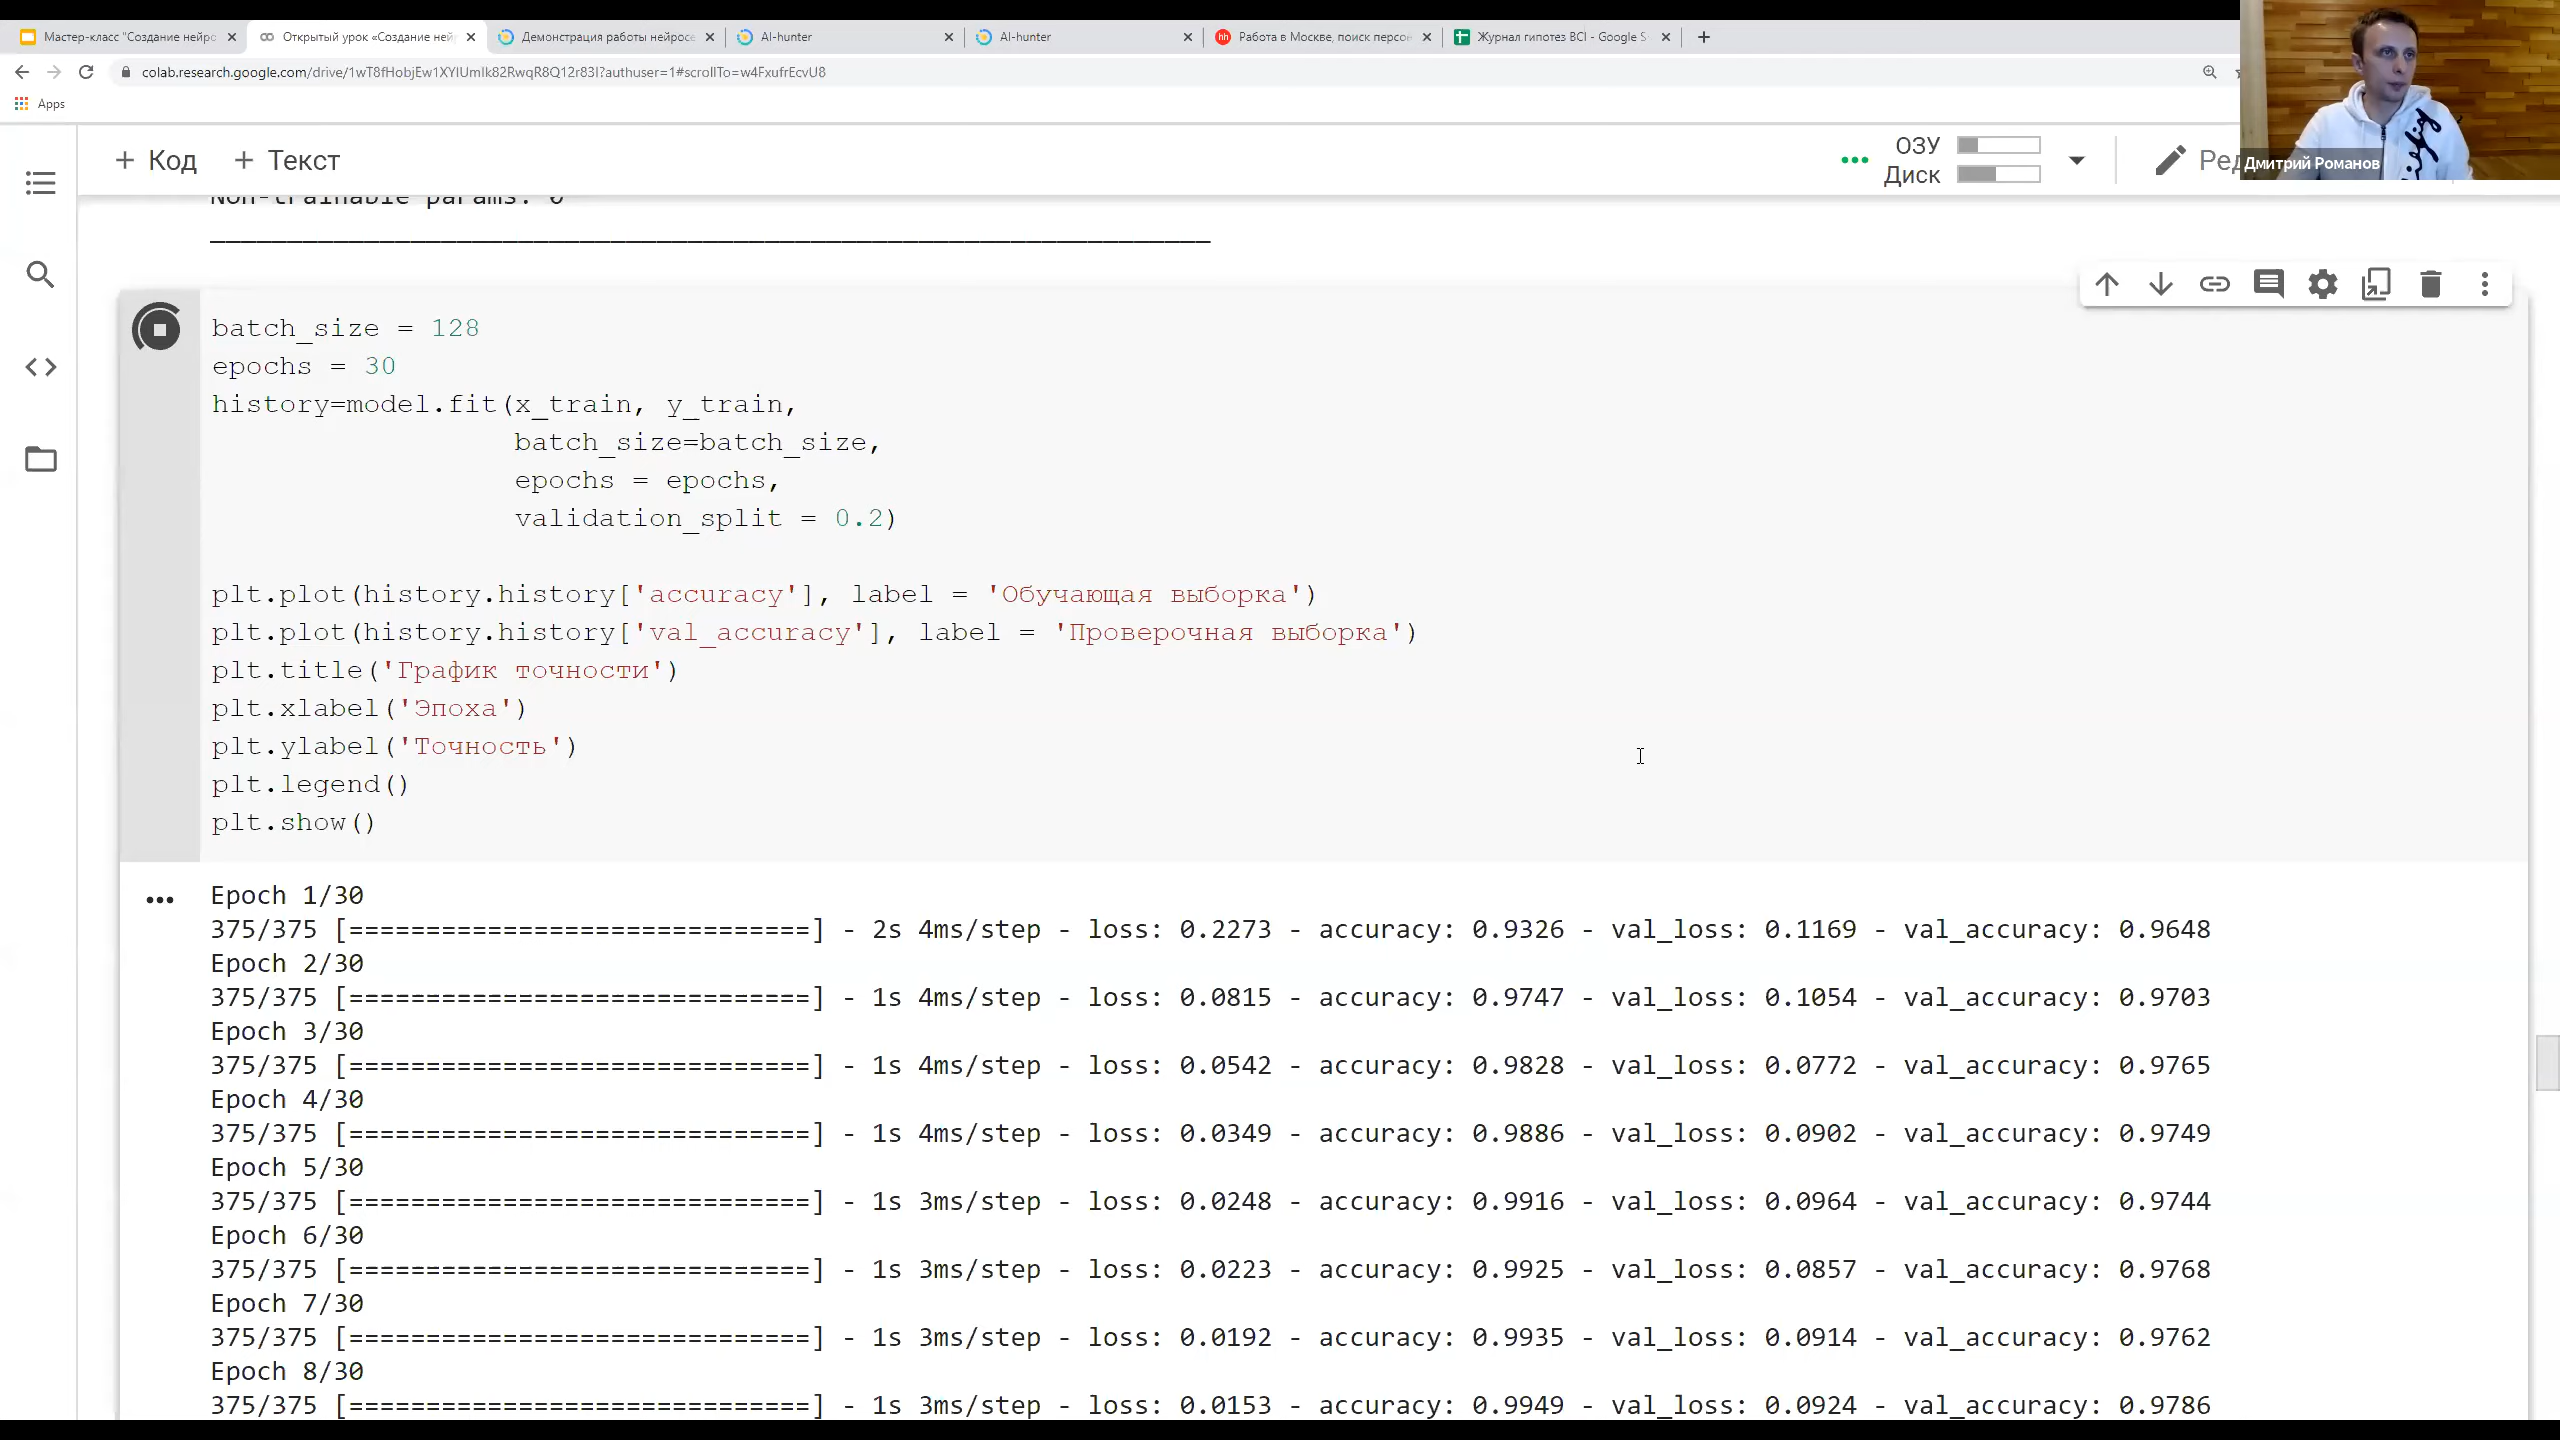 Мастер-класс "Создание нейрс
Открытый урок «Создание ней
Демонстрация работы нейросе
AI-hunter
AI-hunter
hh Работа в Москве, поиск персо
Журнал гипотез BCI - Google S
colab.research.google.com/drive/1wT8fHobjEw1XYlUmIk82RwqR8Q12r83I?authuser=1#scrollTo=w4FxufrEcvU8
Apps
+ Код + Текст
ОЗУ
Диск
Ред
Дмитрий Романов
Non-trainable params: 0
batch_size = 128
epochs = 30
history=model.fit(x_train, y_train,
batch_size=batch_size,
epochs = epochs,
validation_split = 0.2)
plt.plot(history.history['accuracy'], label = 'Обучающая выборка')
plt.plot(history.history['val_accuracy'], label = 'Проверочная выборка')
plt.title('График точности')
plt.xlabel('Эпоха')
plt.ylabel('Точность')
plt.legend()
plt.show()
Epoch 1/30
375/375 [==============================] - 2s 4ms/step - loss: 0.2273 - accuracy: 0.9326 - val_loss: 0.1169 - val_accuracy: 0.9648
Epoch 2/30
375/375 [==============================] - 1s 4ms/step - loss: 0.0815 - accuracy: 0.9747 - val_loss: 0.1054 - val_accuracy: 0.9703
Epoch 3/30
375/375 [==============================] - 1s 4ms/step - loss: 0.0542 - accuracy: 0.9828 - val_loss: 0.0772 - val_accuracy: 0.9765
Epoch 4/30
375/375 [==============================] - 1s 4ms/step - loss: 0.0349 - accuracy: 0.9886 - val_loss: 0.0902 - val_accuracy: 0.9749
Epoch 5/30
375/375 [==============================] - 1s 3ms/step - loss: 0.0248 - accuracy: 0.9916 - val_loss: 0.0964 - val_accuracy: 0.9744
Epoch 6/30
375/375 [==============================] - 1s 3ms/step - loss: 0.0223 - accuracy: 0.9925 - val_loss: 0.0857 - val_accuracy: 0.9768
Epoch 7/30
375/375 [==============================] - 1s 3ms/step - loss: 0.0192 - accuracy: 0.9935 - val_loss: 0.0914 - val_accuracy: 0.9762
Epoch 8/30
375/375 [==============================] - 1s 3ms/step - loss: 0.0153 - accuracy: 0.9949 - val_loss: 0.0924 - val_accuracy: 0.9786